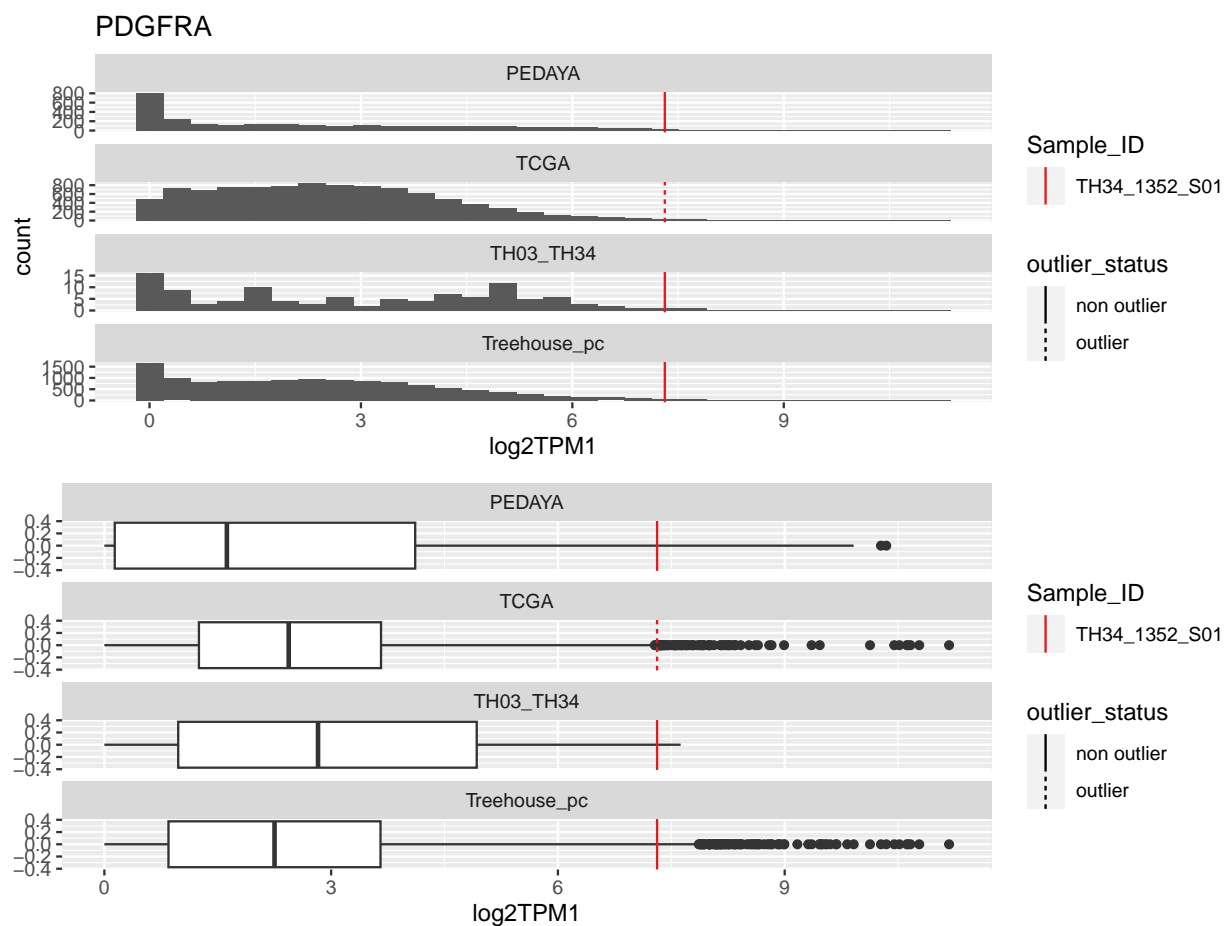 PDGFRA
PEDAYA
800
600
400
200
0
TCGA
800
600
400
200
0
TH03_TH34
15
10
5
0
Treehouse_pc
1500
1000
500
0
0 3 6 9
log2TPM1
count
Sample_ID
TH34_1352_S01
outlier_status
non outlier
outlier
PEDAYA
0.4
0.2
0.0
−0.2
−0.4
TCGA
0.4
0.2
0.0
−0.2
−0.4
TH03_TH34
0.4
0.2
0.0
−0.2
−0.4
Treehouse_pc
0.4
0.2
0.0
−0.2
−0.4
0 3 6 9
log2TPM1
Sample_ID
TH34_1352_S01
outlier_status
non outlier
outlier